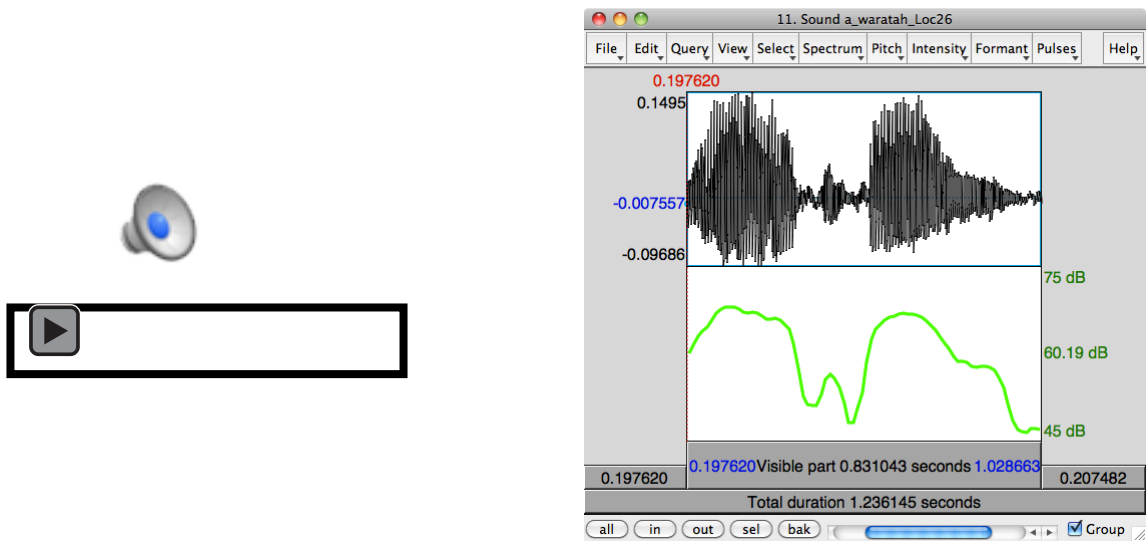 11. Sound a_waratah_Loc26
File Edit Query View Select Spectrum Pitch Intensity Formant Pulses Help
0.197620
0.1495
-0.007557
-0.09686
75 dB
60.19 dB
45 dB
0.197620 Visible part 0.831043 seconds 1.028663
0.197620 0.207482
Total duration 1.236145 seconds
all in out sel bak Group